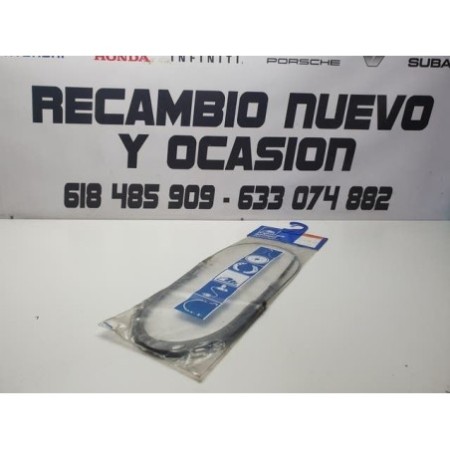 HONDA INFINITI. PORSCHE SUBA
RECAMBIO NUEVO
Y OCASION
618 485 909 - 633 074 882